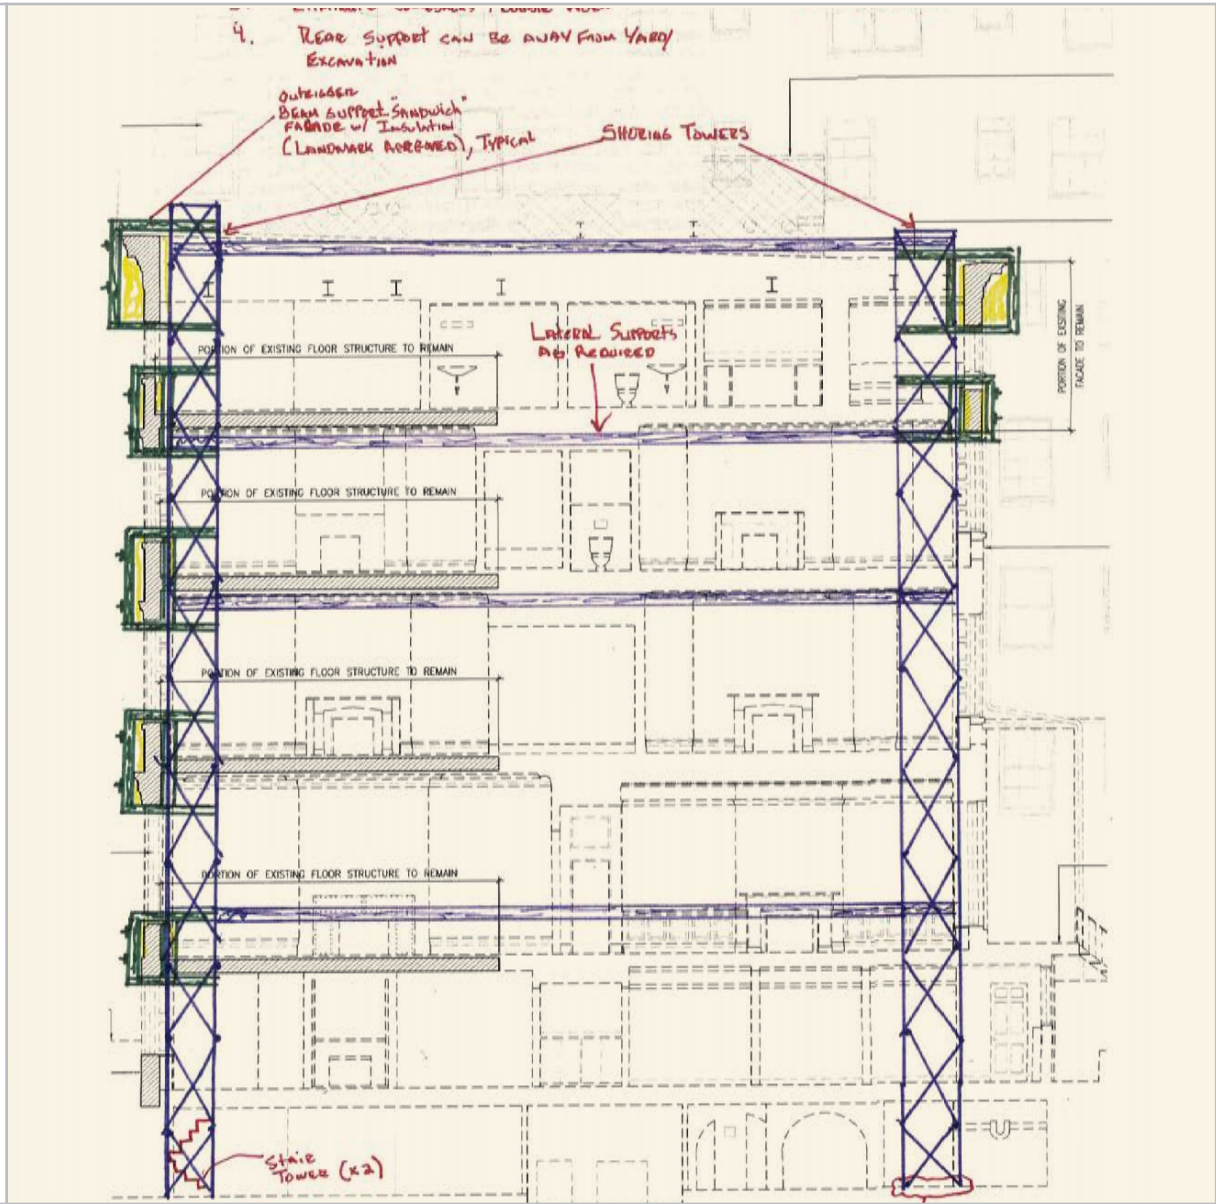 4. REAR SUPPORT CAN BE AWAY FROM YARD/
EXCAVATION
OUTRIGGER
BEAM SUPPORT "SANDWICH"
FACADE W/ INSULATION
(LANDMARK APPROVED), TYPICAL
SHORING TOWERS
LATERAL SUPPORTS
AS REQUIRED
PORTION OF EXISTING FLOOR STRUCTURE TO REMAIN
PORTION OF EXISTING
FACADE TO REMAIN
PORTION OF EXISTING FLOOR STRUCTURE TO REMAIN
PORTION OF EXISTING FLOOR STRUCTURE TO REMAIN
PORTION OF EXISTING FLOOR STRUCTURE TO REMAIN
STAIR
TOWER (x2)